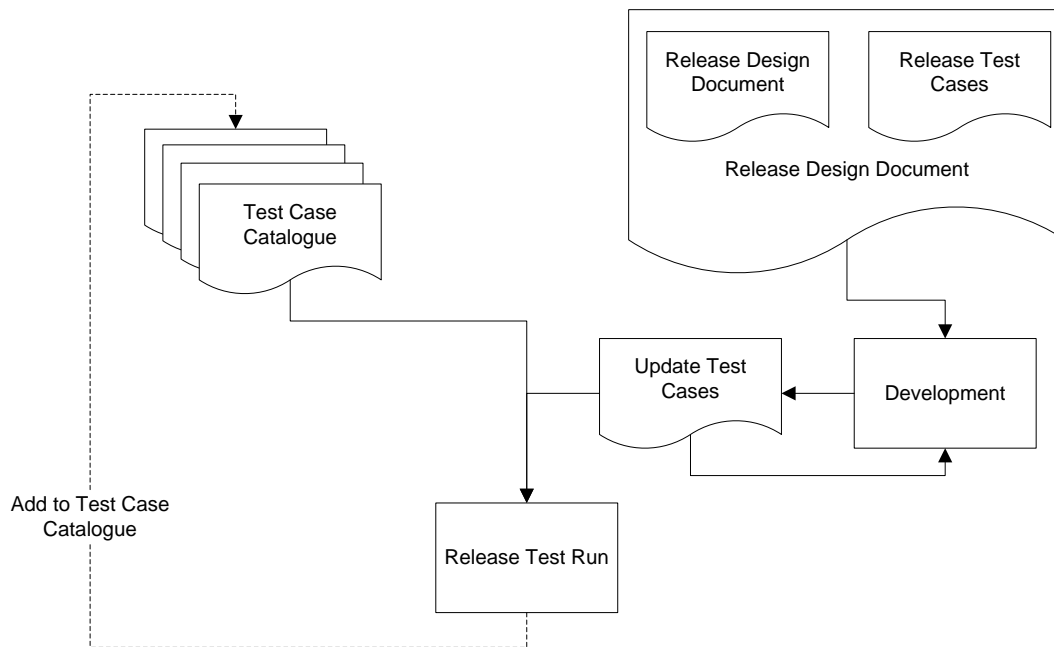 Release Design
Document
Release Test
Cases
Release Design Document
Test Case
Catalogue
Update Test
Cases
Development
Add to Test Case
Catalogue
Release Test Run